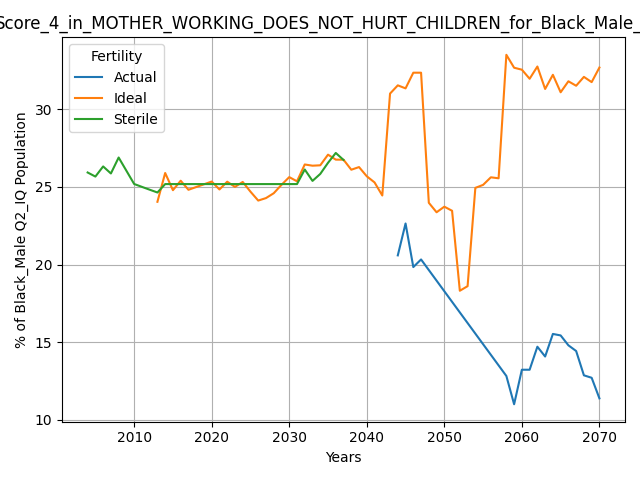 Score_4_in_MOTHER_WORKING_DOES_NOT_HURT_CHILDREN_for_Black_Male_
Fertility
Actual
Ideal
Sterile
% of Black_Male Q2_IQ Population
30
25
20
15
10
2010 2020 2030 2040 2050 2060 2070
Years